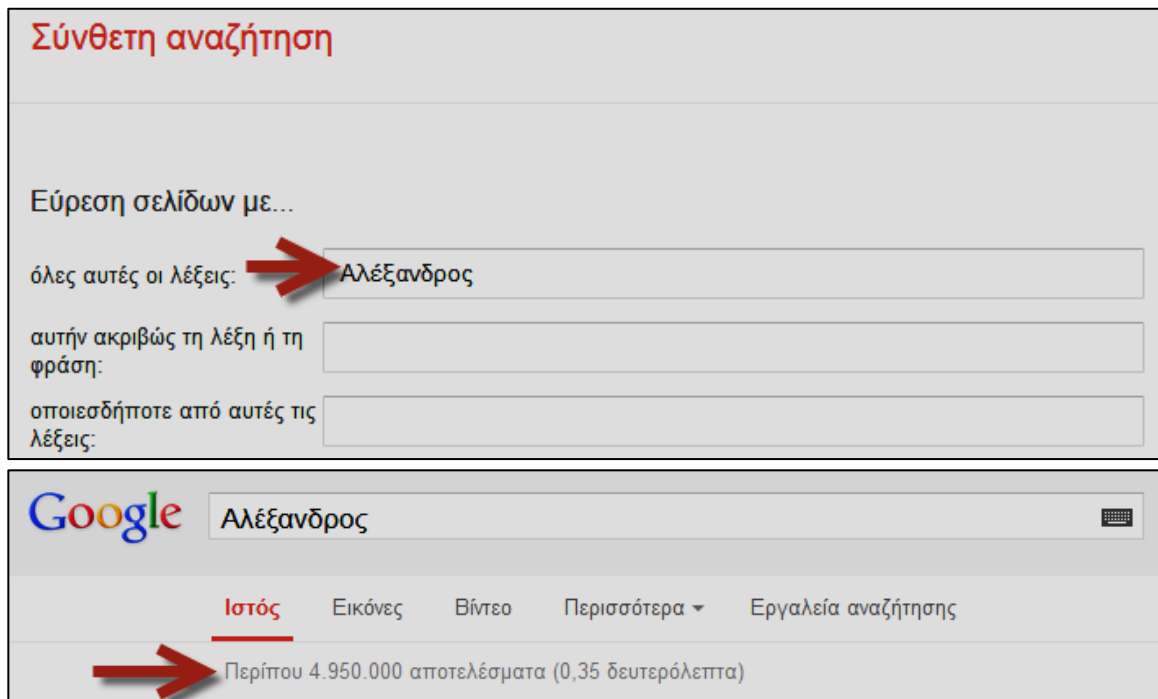 Σύνθετη αναζήτηση
Εύρεση σελίδων με...
όλες αυτές οι λέξεις:
Αλέξανδρος
αυτήν ακριβώς τη λέξη ή τη
φράση:
οποιεσδήποτε από αυτές τις
λέξεις:
Google Αλέξανδρος
Ιστός Εικόνες Βίντεο Περισσότερα Εργαλεία αναζήτησης
Περίπου 4.950.000 αποτελέσματα (0,35 δευτερόλεπτα)